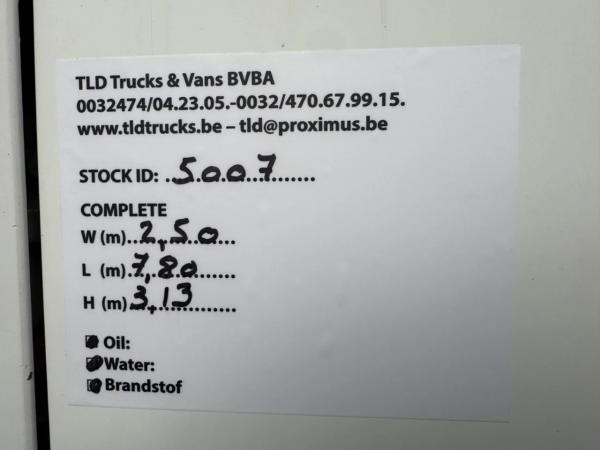 TLD Trucks & Vans BVBA
0032474/04.23.05.-0032/470.67.99.15.
www.tldtrucks.be – tld@proximus.be
STOCK ID: .5007.......
COMPLETE
W (m)..2,50...
L (m).7,80.......
H (m) 3,13.............
Oil:
Water:
Brandstof